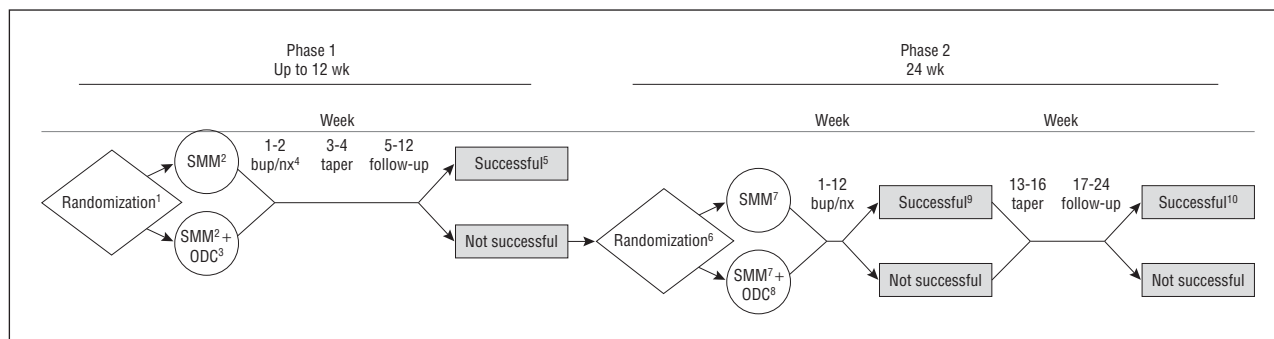 Phase 1
Up to 12 wk
Phase 2
24 wk
Week
Week
Week
1-2
bup/nx⁴
3-4
taper
5-12
follow-up
SMM²
Randomization¹
SMM² +
ODC³
Successful⁵
Not successful
Randomization⁶
SMM⁷
SMM⁷ +
ODC⁸
1-12
bup/nx
Successful⁹
Not successful
13-16
taper
17-24
follow-up
Successful¹⁰
Not successful